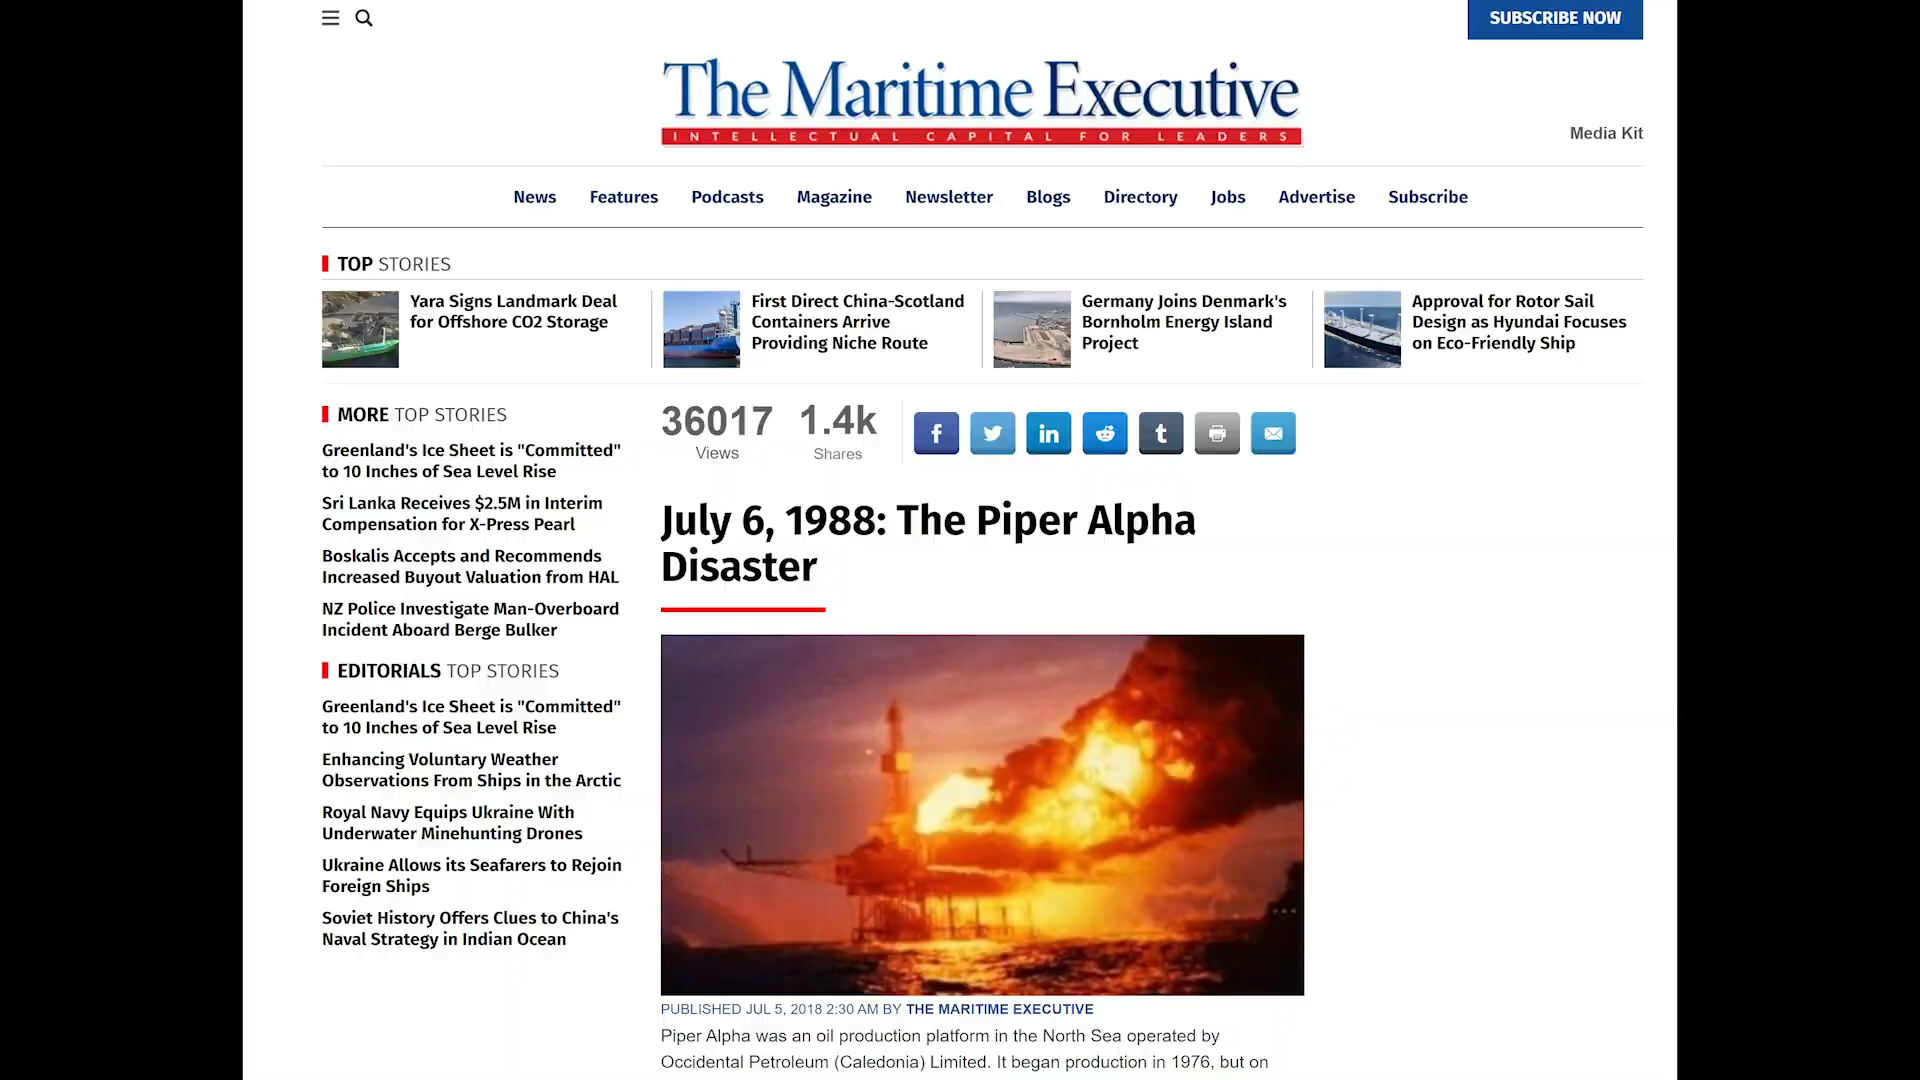 SUBSCRIBE NOW
The Maritime Executive
INTELLECTUAL CAPITAL FOR LEADERS
Media Kit
News Features Podcasts Magazine Newsletter Blogs Directory Jobs Advertise Subscribe
TOP STORIES
Yara Signs Landmark Deal
for Offshore CO2 Storage
First Direct China-Scotland
Containers Arrive
Providing Niche Route
Germany Joins Denmark's
Bornholm Energy Island
Project
Approval for Rotor Sail
Design as Hyundai Focuses
on Eco-Friendly Ship
MORE TOP STORIES
Greenland's Ice Sheet is "Committed"
to 10 Inches of Sea Level Rise
Sri Lanka Receives $2.5M in Interim
Compensation for X-Press Pearl
Boskalis Accepts and Recommends
Increased Buyout Valuation from HAL
NZ Police Investigate Man-Overboard
Incident Aboard Berge Bulker
EDITORIALS TOP STORIES
Greenland's Ice Sheet is "Committed"
to 10 Inches of Sea Level Rise
Enhancing Voluntary Weather
Observations From Ships in the Arctic
Royal Navy Equips Ukraine With
Underwater Minehunting Drones
Ukraine Allows its Seafarers to Rejoin
Foreign Ships
Soviet History Offers Clues to China's
Naval Strategy in Indian Ocean
36017 1.4k
Views Shares
f in t
July 6, 1988: The Piper Alpha
Disaster
PUBLISHED JUL 5, 2018 2:30 AM BY THE MARITIME EXECUTIVE
Piper Alpha was an oil production platform in the North Sea operated by
Occidental Petroleum (Caledonia) Limited. It began production in 1976, but on